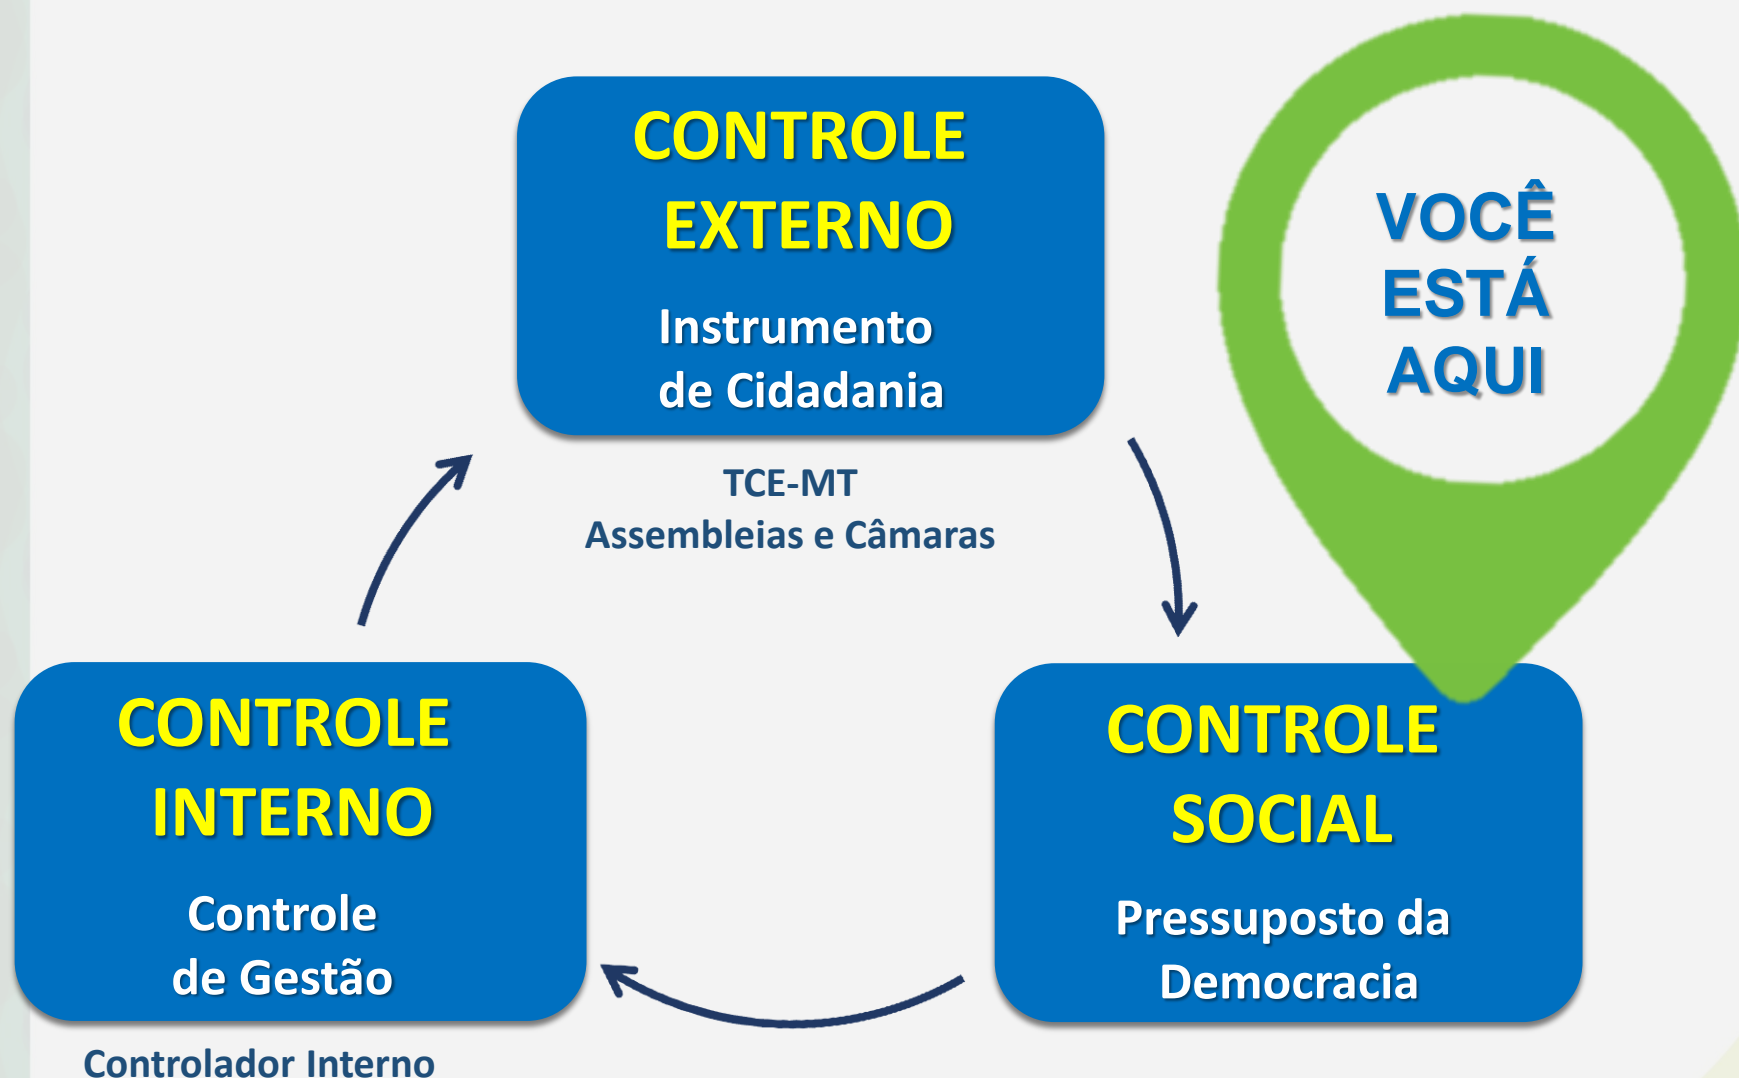 CONTROLE
EXTERNO
Instrumento
de Cidadania
VOCÊ
ESTÁ
AQUI
TCE-MT
Assembleias e Câmaras
CONTROLE
INTERNO
Controle
de Gestão
Controlador Interno
CONTROLE
SOCIAL
Pressuposto da
Democracia